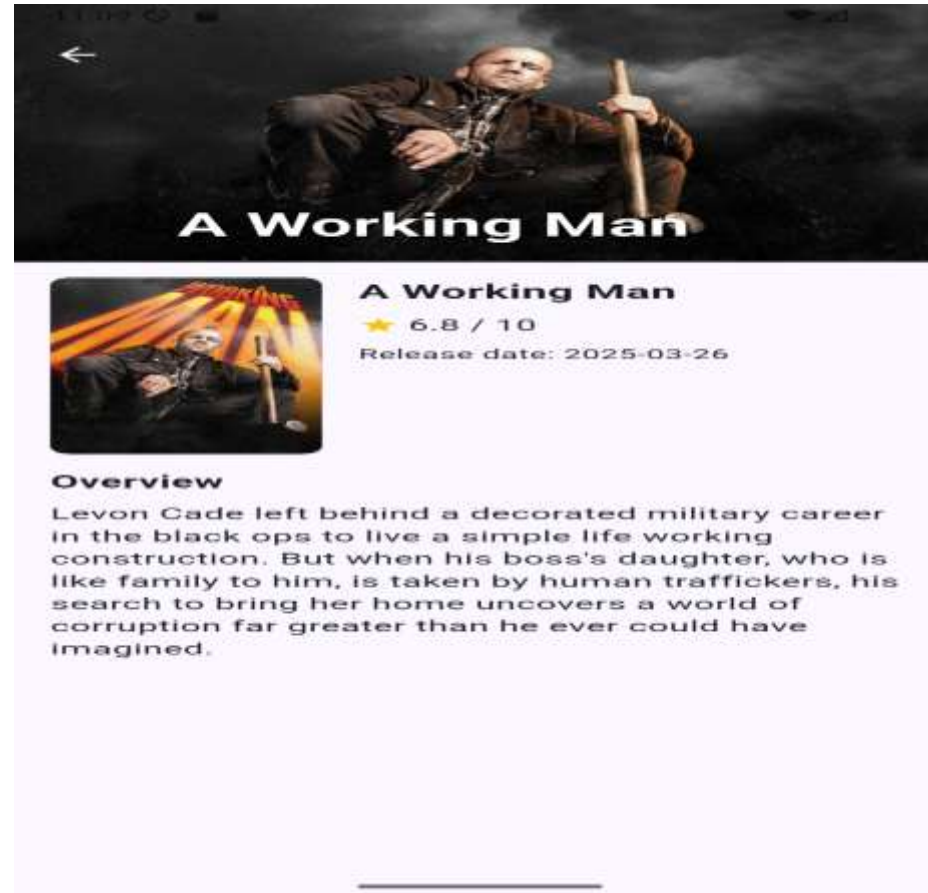 A Working Man
WORKING
MAN
A Working Man
6.8 / 10
Release date: 2025-03-26
Overview
Levon Cade left behind a decorated military career
in the black ops to live a simple life working
construction. But when his boss's daughter, who is
like family to him, is taken by human traffickers, his
search to bring her home uncovers a world of
corruption far greater than he ever could have
imagined.